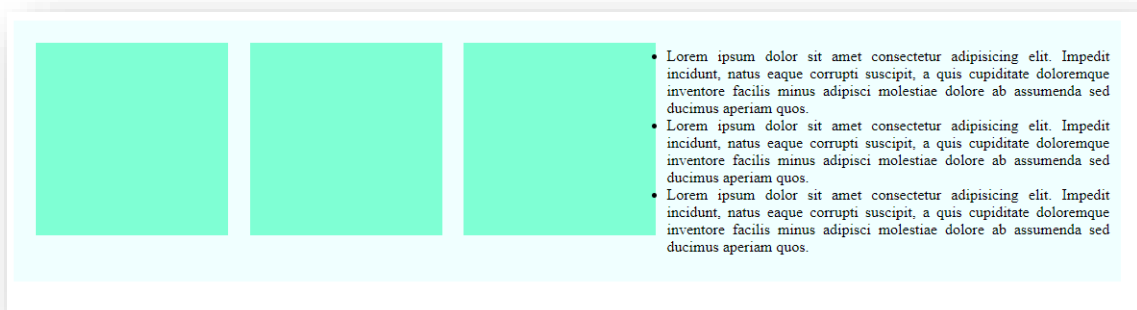 • Lorem ipsum dolor sit amet consectetur adipisicing elit. Impedit
incidunt, natus eaque corrupti suscipit, a quis cupiditate doloremque
inventore facilis minus adipisci molestiae dolore ab assumenda sed
ducimus aperiam quos.
• Lorem ipsum dolor sit amet consectetur adipisicing elit. Impedit
incidunt, natus eaque corrupti suscipit, a quis cupiditate doloremque
inventore facilis minus adipisci molestiae dolore ab assumenda sed
ducimus aperiam quos.
• Lorem ipsum dolor sit amet consectetur adipisicing elit. Impedit
incidunt, natus eaque corrupti suscipit, a quis cupiditate doloremque
inventore facilis minus adipisci molestiae dolore ab assumenda sed
ducimus aperiam quos.